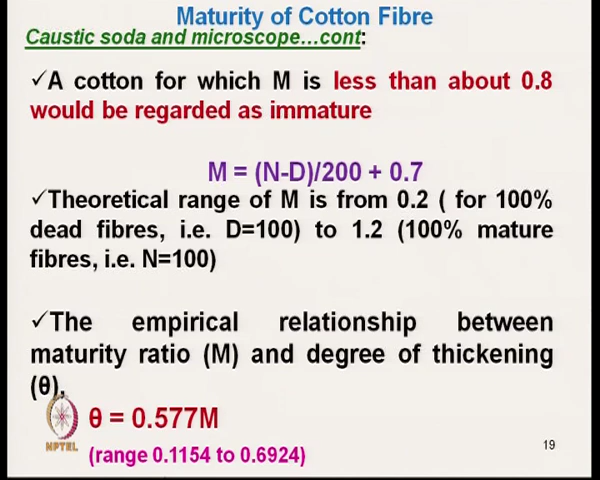 Maturity of Cotton Fibre
Caustic soda and microscope…cont:
✓A cotton for which M is less than about 0.8
would be regarded as immature
M = (N-D)/200 + 0.7
✓Theoretical range of M is from 0.2 ( for 100%
dead fibres, i.e. D=100) to 1.2 (100% mature
fibres, i.e. N=100)
✓The empirical relationship between
maturity ratio (M) and degree of thickening
(θ).
θ = 0.577M
NPTEL
(range 0.1154 to 0.6924)
19